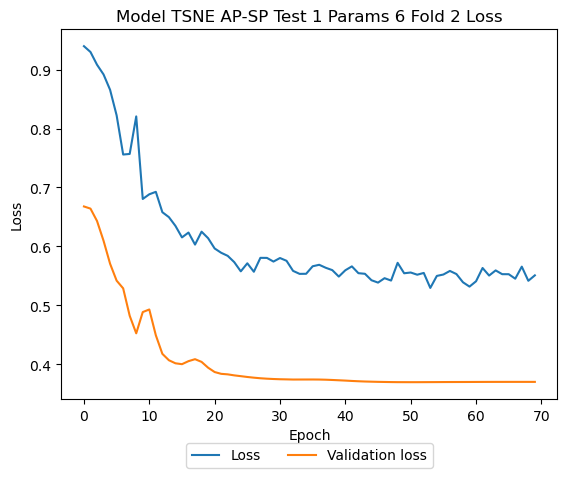 Model TSNE AP-SP Test 1 Params 6 Fold 2 Loss
Loss
0.9
0.8
0.7
0.6
0.5
0.4
0 10 20 30 40 50 60 70
Epoch
Loss Validation loss